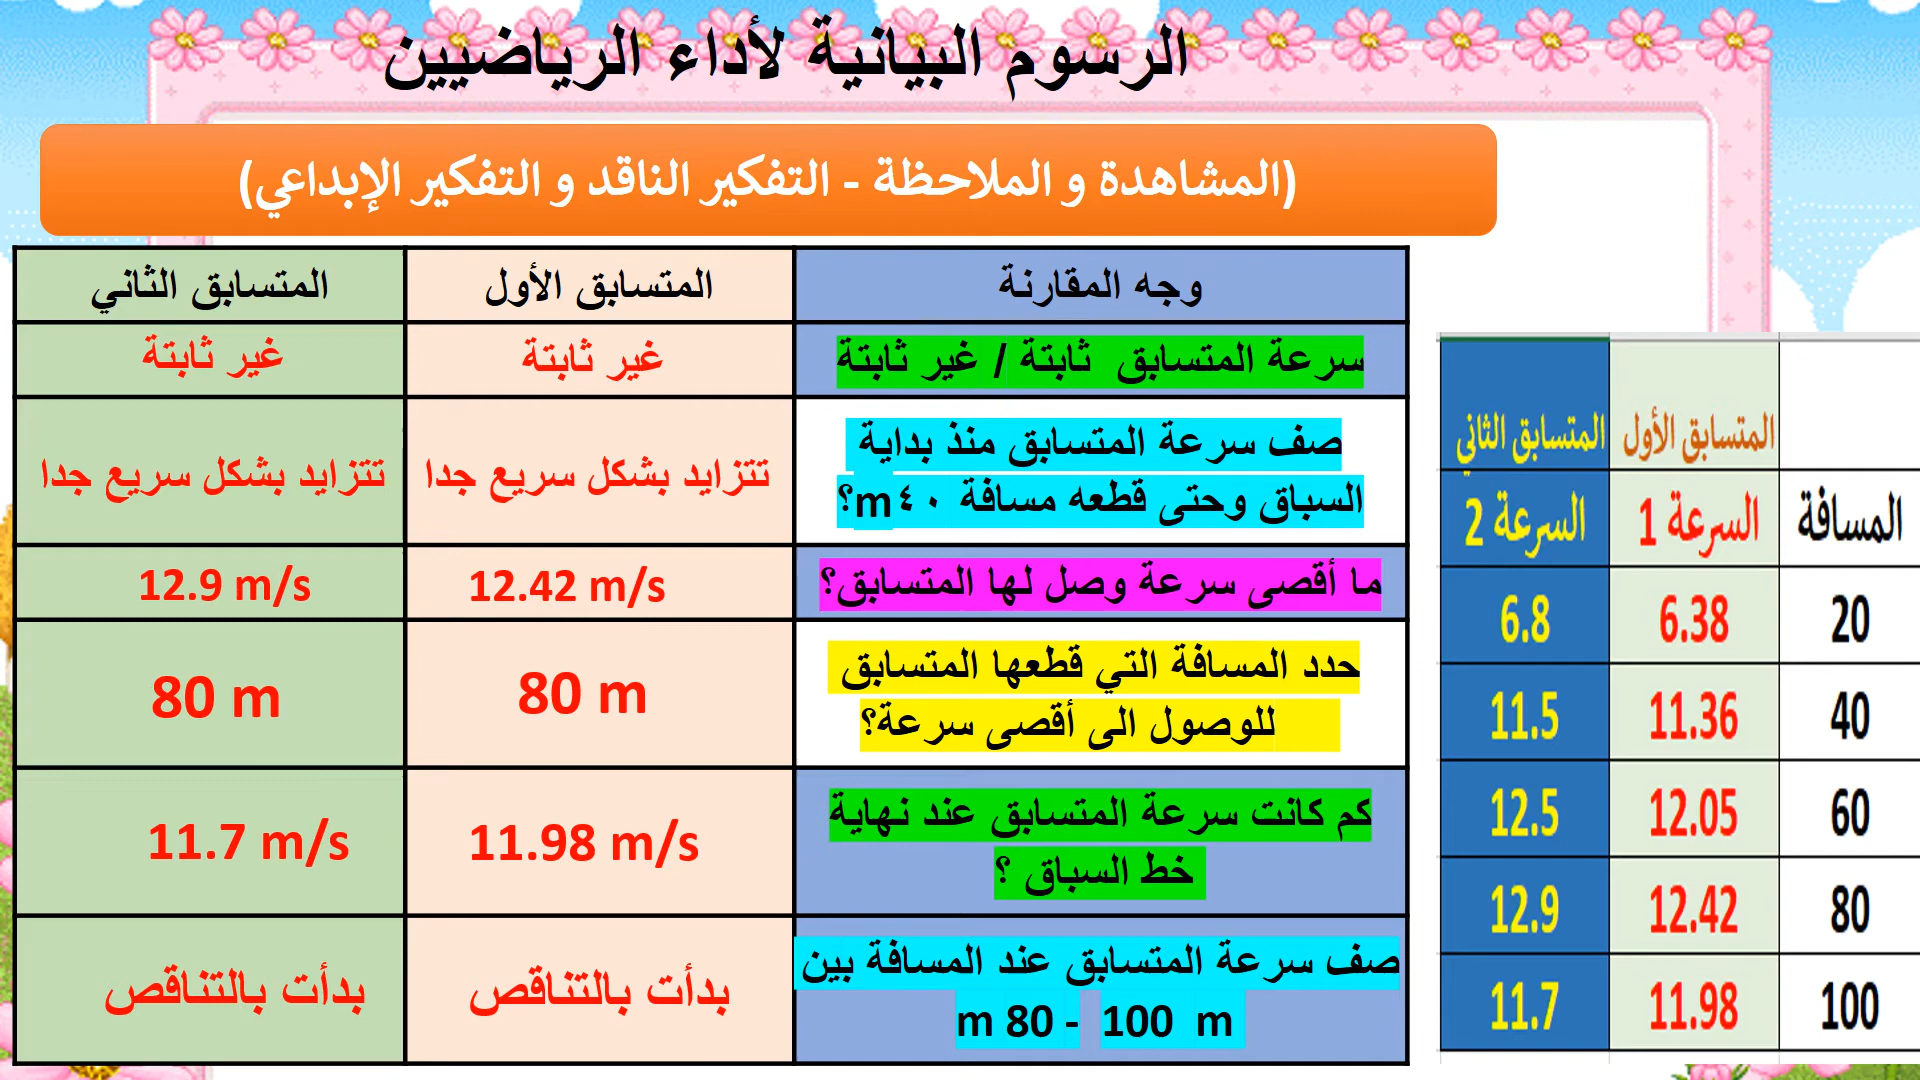 الرسوم البيانية لأداء الرياضيين
(المشاهدة و الملاحظة - التفكير الناقد و التفكير الإبداعي)
وجه المقارنة المتسابق الأول المتسابق الثاني
سرعة المتسابق ثابتة / غير ثابتة غير ثابتة غير ثابتة
صف سرعة المتسابق منذ بداية
السباق وحتى قطعه مسافة ٤٠m؟ تتزايد بشكل سريع جدا تتزايد بشكل سريع جدا
ما أقصى سرعة وصل لها المتسابق؟ 12.42 m/s 12.9 m/s
حدد المسافة التي قطعها المتسابق
للوصول الى أقصى سرعة؟ 80 m 80 m
كم كانت سرعة المتسابق عند نهاية
خط السباق ؟ 11.98 m/s 11.7 m/s
صف سرعة المتسابق عند المسافة بين
m 80 - 100 m بدأت بالتناقص بدأت بالتناقص
المتسابق الأول المتسابق الثاني
المسافة السرعة 1 السرعة 2
20 6.38 6.8
40 11.36 11.5
60 12.05 12.5
80 12.42 12.9
100 11.98 11.7